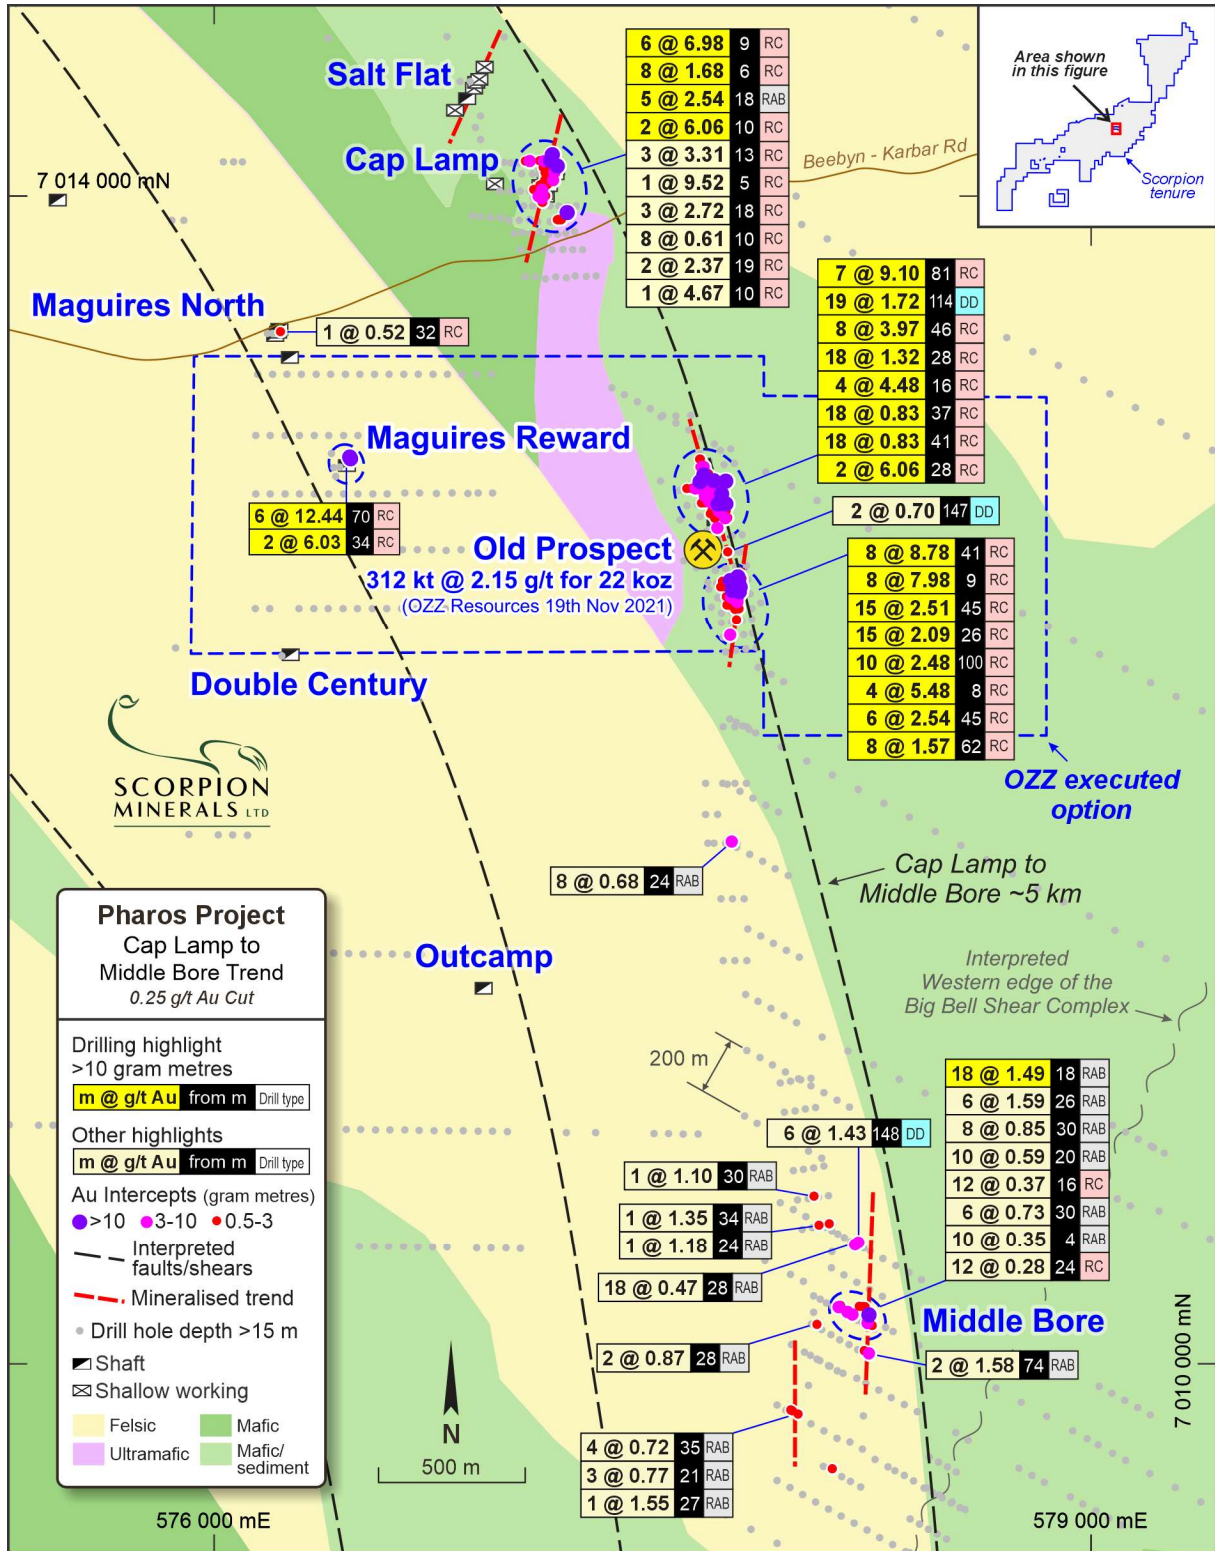 Salt Flat
Cap Lamp
7 014 000 mN
Beebyn - Karbar Rd
6 @ 6.98 9 RC
8 @ 1.68 6 RC
5 @ 2.54 18 RAB
2 @ 6.06 10 RC
3 @ 3.31 13 RC
1 @ 9.52 5 RC
3 @ 2.72 18 RC
8 @ 0.61 10 RC
2 @ 2.37 19 RC
1 @ 4.67 10 RC
Area shown
in this figure
Scorpion
tenure
Maguires North
1 @ 0.52 32 RC
7 @ 9.10 81 RC
19 @ 1.72 114 DD
8 @ 3.97 46 RC
18 @ 1.32 28 RC
4 @ 4.48 16 RC
18 @ 0.83 37 RC
18 @ 0.83 41 RC
2 @ 6.06 28 RC
Maguires Reward
6 @ 12.44 70 RC
2 @ 6.03 34 RC
2 @ 0.70 147 DD
Old Prospect
312 kt @ 2.15 g/t for 22 koz
(OZZ Resources 19th Nov 2021)
8 @ 8.78 41 RC
8 @ 7.98 9 RC
15 @ 2.51 45 RC
15 @ 2.09 26 RC
10 @ 2.48 100 RC
4 @ 5.48 8 RC
6 @ 2.54 45 RC
8 @ 1.57 62 RC
Double Century
SCORPION
MINERALS LTD
OZZ executed
option
8 @ 0.68 24 RAB
Cap Lamp to
Middle Bore ~5 km
Outcamp
Interpreted
Western edge of the
Big Bell Shear Complex
200 m
Pharos Project
Cap Lamp to
Middle Bore Trend
0.25 g/t Au Cut
Drilling highlight
>10 gram metres
m @ g/t Au from m Drill type
Other highlights
m @ g/t Au from m Drill type
Au Intercepts (gram metres)
>10 3-10 0.5-3
Interpreted
faults/shears
Mineralised trend
Drill hole depth >15 m
Shaft
Shallow working
Felsic Mafic
Ultramafic Mafic/
sediment
18 @ 1.49 18 RAB
6 @ 1.59 26 RAB
8 @ 0.85 30 RAB
10 @ 0.59 20 RAB
12 @ 0.37 16 RC
6 @ 0.73 30 RAB
10 @ 0.35 4 RAB
12 @ 0.28 24 RC
6 @ 1.43 148 DD
1 @ 1.10 30 RAB
1 @ 1.35 34 RAB
1 @ 1.18 24 RAB
18 @ 0.47 28 RAB
Middle Bore
2 @ 0.87 28 RAB
2 @ 1.58 74 RAB
7 010 000 mN
4 @ 0.72 35 RAB
3 @ 0.77 21 RAB
1 @ 1.55 27 RAB
N
500 m
576 000 mE
579 000 mE